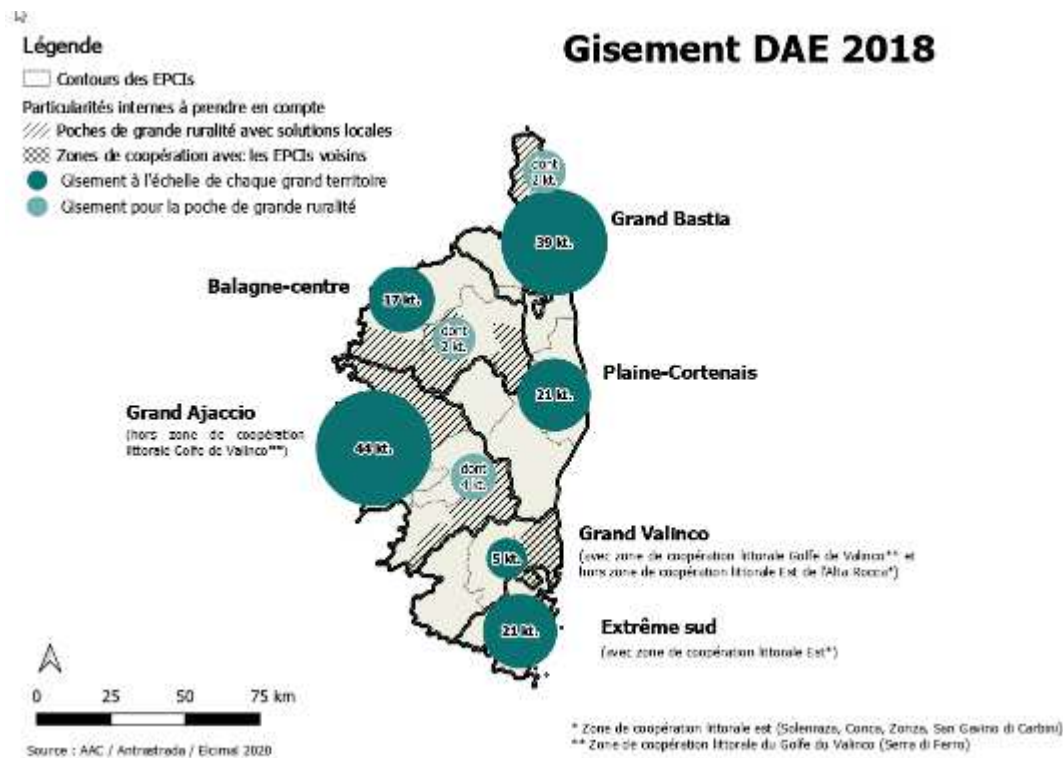 Légende
Contours des EPCIs
Particularités internes à prendre en compte
Poches de grande ruralité avec solutions locales
Zones de coopération avec les EPCIs voisins
Gisement à l'échelle de chaque grand territoire
Gisement pour la poche de grande ruralité
Gisement DAE 2018
dont
2 kt.
Grand Bastia
39 kt.
Balagne-centre
17 kt.
dont
2 kt.
Plaine-Cortenais
21 kt.
Grand Ajaccio
(hors zone de coopération
littorale Golfe de Valinco**)
44 kt.
dont
4 kt.
Grand Valinco
(avec zone de coopération littorale Golfe de Valinco** et
hors zone de coopération littorale Est de l'Alta Rocca*)
5 kt.
Extrême sud
(avec zone de coopération littorale Est*)
21 kt.
0 25 50 75 km
* Zone de coopération littorale est (Solenzara, Conca, Zonza, San Gavino di Carbini)
** Zone de coopération littorale du Golfe du Valinco (Serra di Ferro)
Source : AAC / Antrastrada / Elcimaï 2020